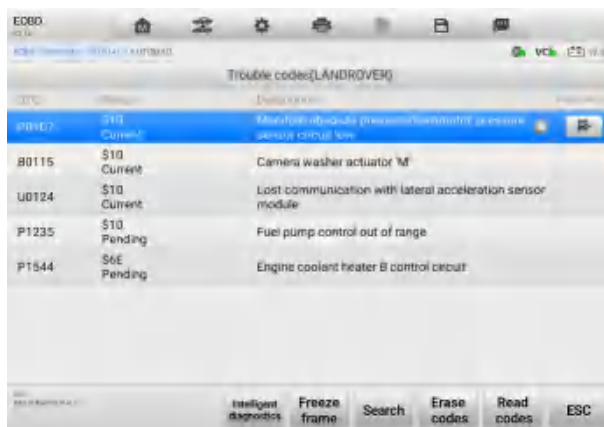 EOBD
VCI
Trouble codes(LANDROVER)
DTC
P0107
$10
Current
Manifold absolute pressure/barometric pressure
sensor circuit low
B0115
$10
Current
Camera washer actuator 'M'
U0124
$10
Current
Lost communication with lateral acceleration sensor
module
P1235
$10
Pending
Fuel pump control out of range
P1544
$6E
Pending
Engine coolant heater B control circuit
Intelligent
diagnostics
Freeze
frame
Search
Erase
codes
Read
codes
ESC